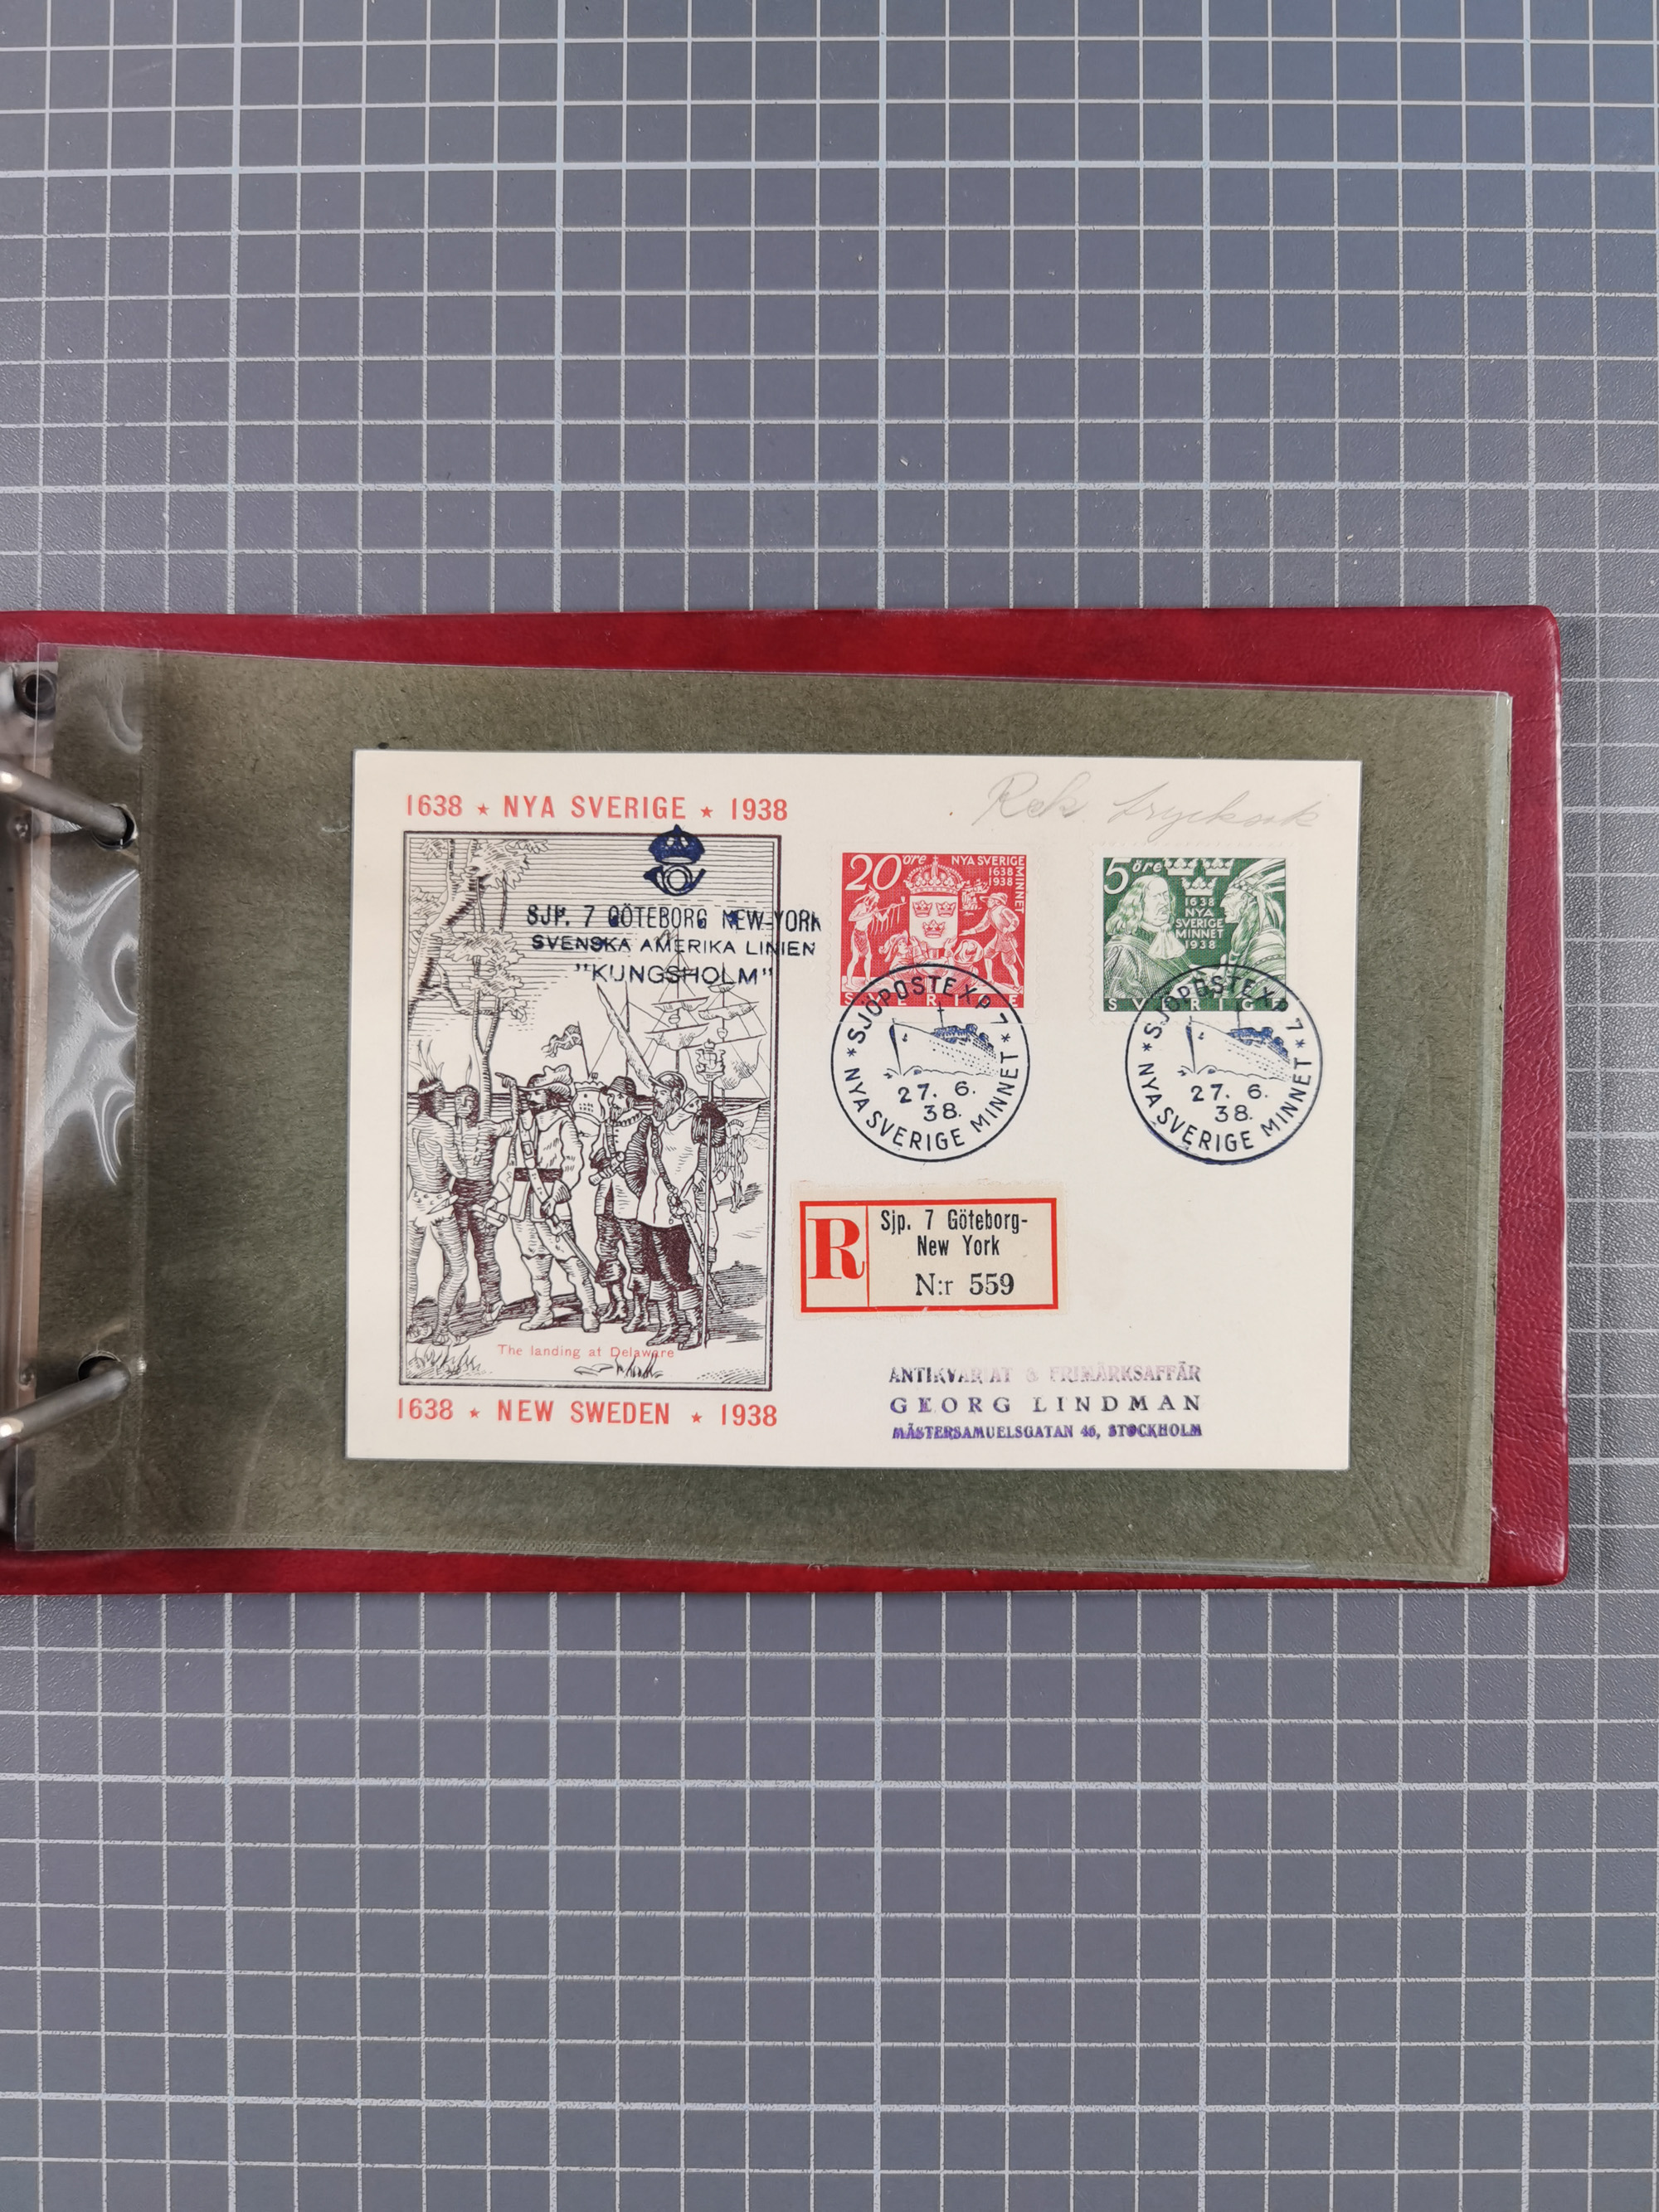 1638 ★ NYA SVERIGE ★ 1938
SJP. 7 GÖTEBORG NEW-YORK
SVENSKA AMERIKA LINIEN
"KUNGSHOLM"
The landing at Delaware
1638 ★ NEW SWEDEN ★ 1938
Rek. trycksak
20 öre NYA SVERIGE
1638
1938
MINNET
SVERIGE
5 öre
1638
NYA
SVERIGE
MINNET
1938
SVERIGE
* SJÖPOSTEXP 7 *
27. 6.
38.
NYA SVERIGE MINNET
* SJÖPOSTEXP 7 *
27. 6.
38.
NYA SVERIGE MINNET
R
Sjp. 7 Göteborg-
New York
N:r 559
ANTIKVARIAT & FRIMÄRKSAFFÄR
GEORG LINDMAN
MÄSTERSAMUELSGATAN 46, STOCKHOLM